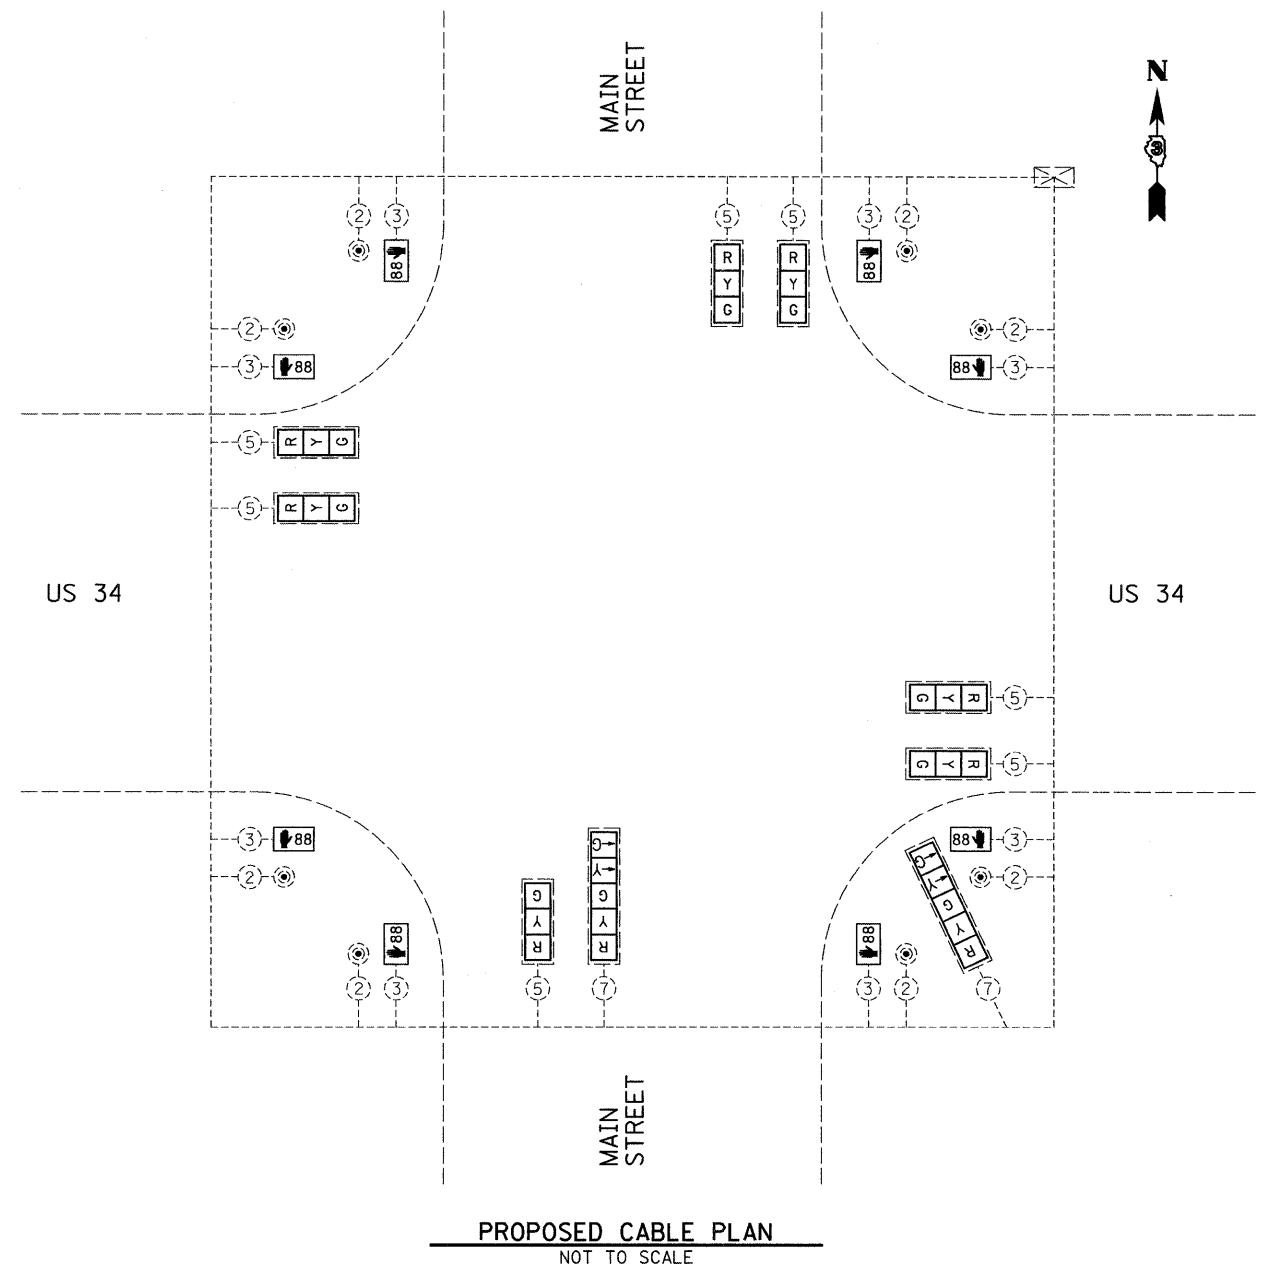 MAIN
STREET
N
3
2 3 5 5 3 2
88 R R 88
Y Y
G G
2 2
3 88 88 3
5 R Y G
5 R Y G
US 34 US 34
G Y R 5
G Y R 5
3 88 G 88 3
2 Y G 2
G G Y
88 Y Y 88 G
R R Y
R
2 3 5 7 3 2 7
MAIN
STREET
PROPOSED CABLE PLAN
NOT TO SCALE